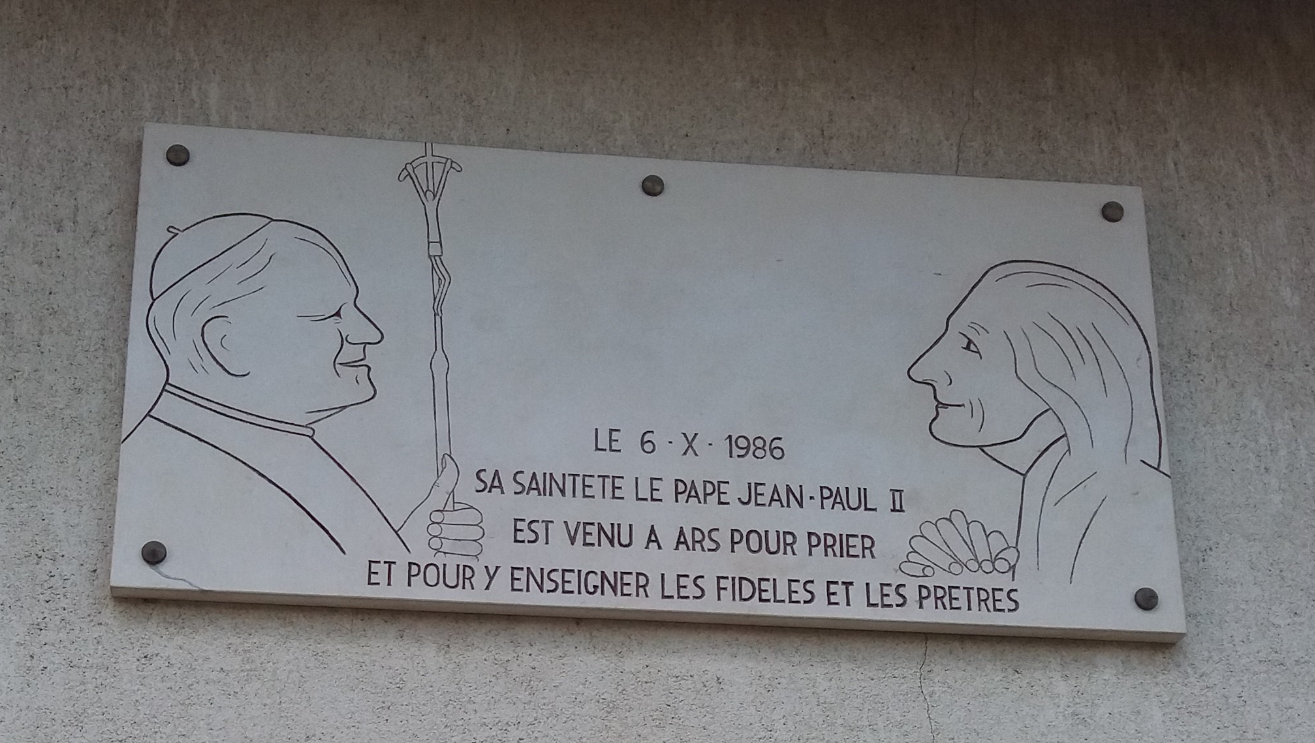 LE 6 · X · 1986
SA SAINTETE LE PAPE JEAN-PAUL II
EST VENU A ARS POUR PRIER
ET POUR Y ENSEIGNER LES FIDELES ET LES PRETRES